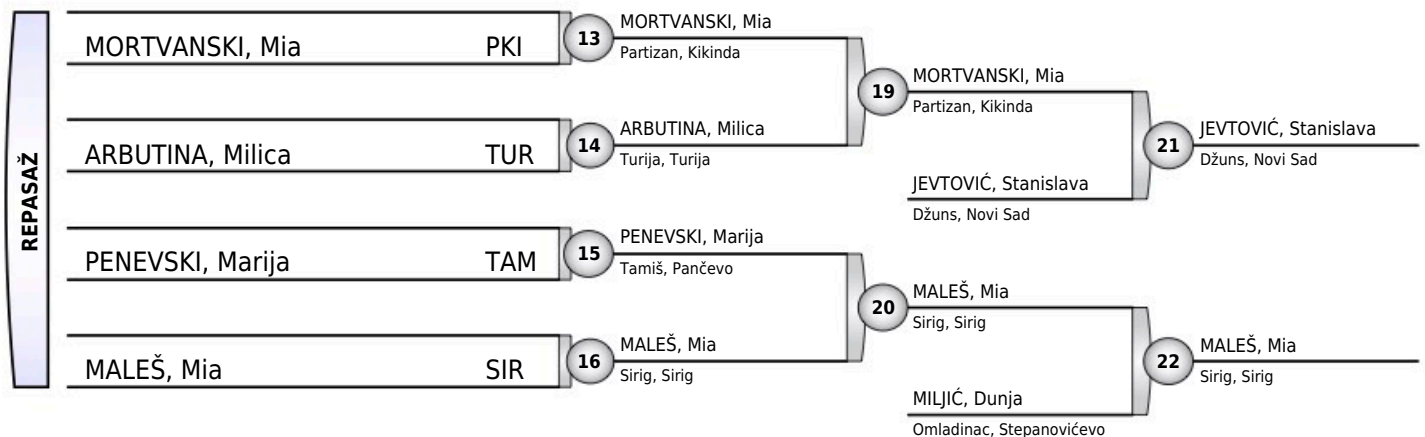 REPASAŽ
MORTVANSKI, Mia PKI
ARBUTINA, Milica TUR
PENEVSKI, Marija TAM
MALEŠ, Mia SIR
13
MORTVANSKI, Mia
Partizan, Kikinda
14
ARBUTINA, Milica
Turija, Turija
15
PENEVSKI, Marija
Tamiš, Pančevo
16
MALEŠ, Mia
Sirig, Sirig
19
MORTVANSKI, Mia
Partizan, Kikinda
JEVTOVIĆ, Stanislava
Džuns, Novi Sad
20
MALEŠ, Mia
Sirig, Sirig
MILJIĆ, Dunja
Omladinac, Stepanovićevo
21
JEVTOVIĆ, Stanislava
Džuns, Novi Sad
22
MALEŠ, Mia
Sirig, Sirig